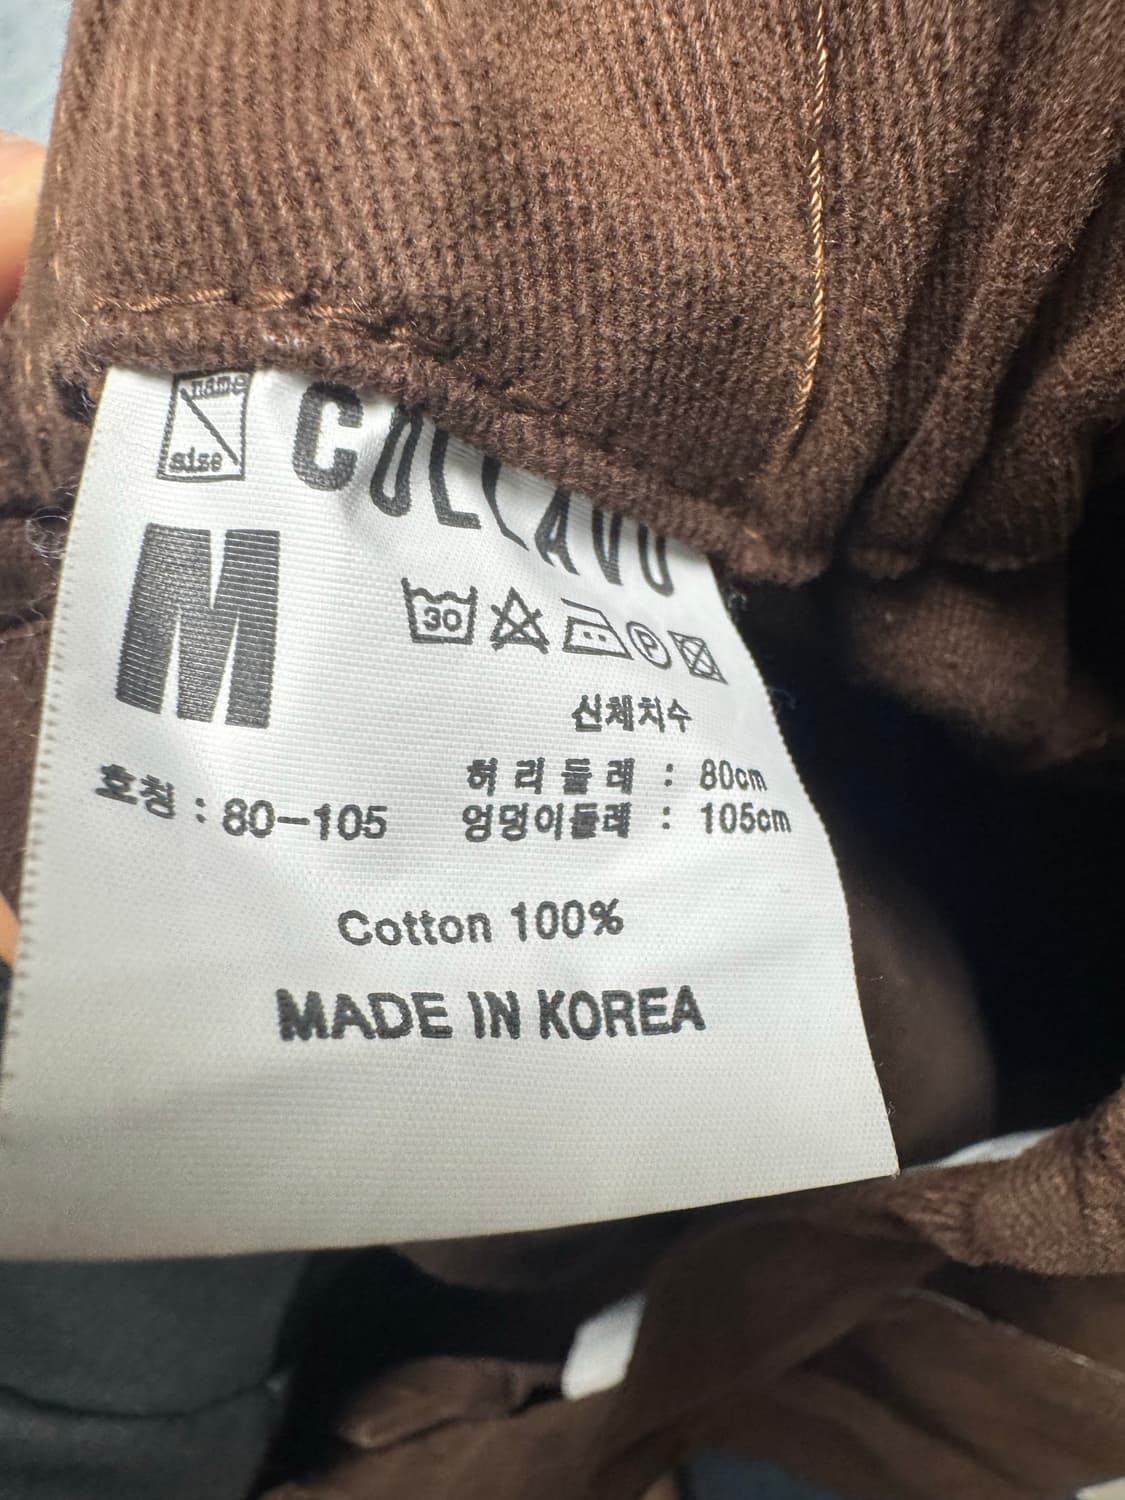 name
size
COLLAVU
M
30
P
신체치수
허리둘레 : 80cm
호칭 : 80-105
엉덩이둘레 : 105cm
Cotton 100%
MADE IN KOREA